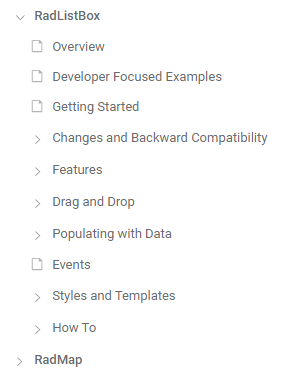 RadListBox
Overview
Developer Focused Examples
Getting Started
Changes and Backward Compatibility
Features
Drag and Drop
Populating with Data
Events
Styles and Templates
How To
RadMap